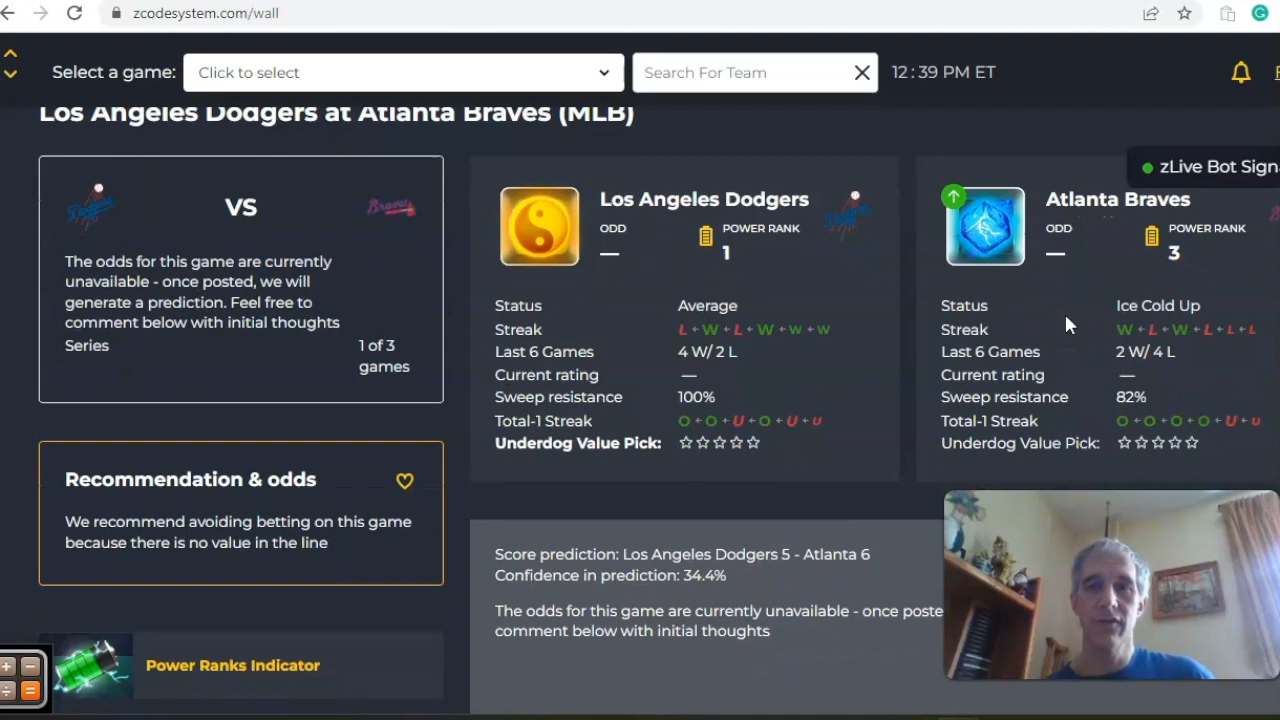 zcodesystem.com/wall
Select a game: Click to select Search For Team 12:39 PM ET
Los Angeles Dodgers at Atlanta Braves (MLB)
zLive Bot Sign
Dodgers VS Braves
The odds for this game are currently
unavailable - once posted, we will
generate a prediction. Feel free to
comment below with initial thoughts
Series 1 of 3
games
Los Angeles Dodgers
ODD POWER RANK
— 1
Status Average
Streak L W L W W W
Last 6 Games 4 W/ 2 L
Current rating —
Sweep resistance 100%
Total-1 Streak O O U O U U
Underdog Value Pick: ☆☆☆☆☆
Atlanta Braves
ODD POWER RANK
— 3
Status Ice Cold Up
Streak W L W L L L
Last 6 Games 2 W/ 4 L
Current rating —
Sweep resistance 82%
Total-1 Streak O O O O U U
Underdog Value Pick: ☆☆☆☆☆
Recommendation & odds
We recommend avoiding betting on this game
because there is no value in the line
Score prediction: Los Angeles Dodgers 5 - Atlanta 6
Confidence in prediction: 34.4%
The odds for this game are currently unavailable - once poste
comment below with initial thoughts
Power Ranks Indicator